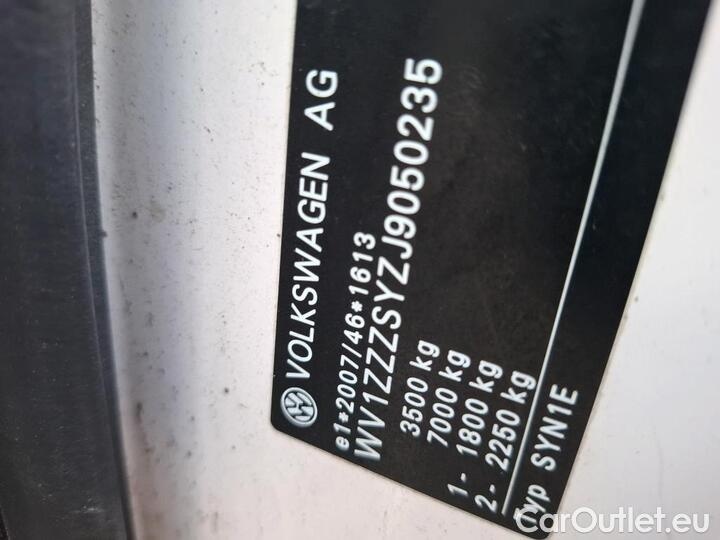 VOLKSWAGEN AG
e1*2007/46*1613
WV1ZZZSYZJ9050235
3500 kg
7000 kg
1- 1800 kg
2- 2250 kg
Typ SYN1E
CarOutlet.eu